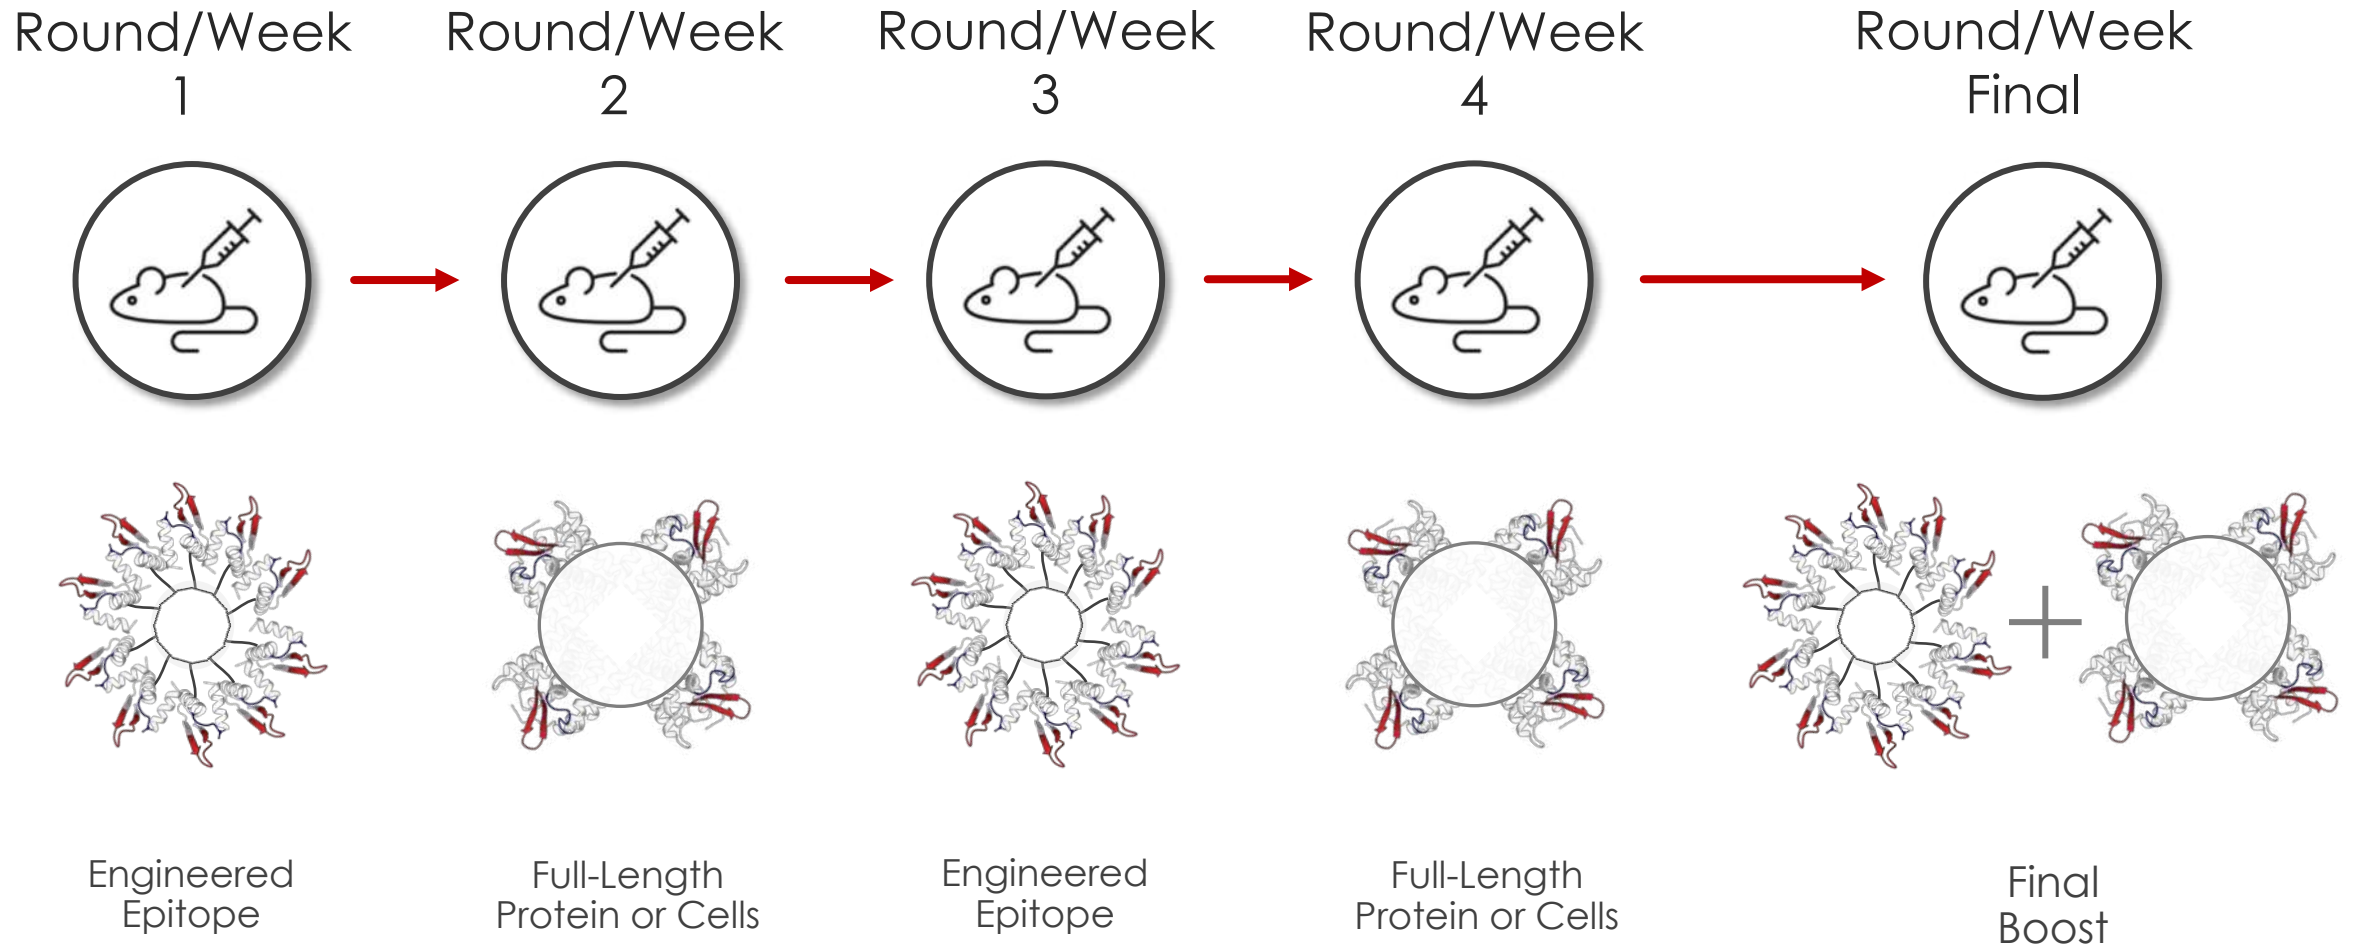 Round/Week
1
Round/Week
2
Round/Week
3
Round/Week
4
Round/Week
Final
Engineered
Epitope
Full-Length
Protein or Cells
Engineered
Epitope
Full-Length
Protein or Cells
Final
Boost